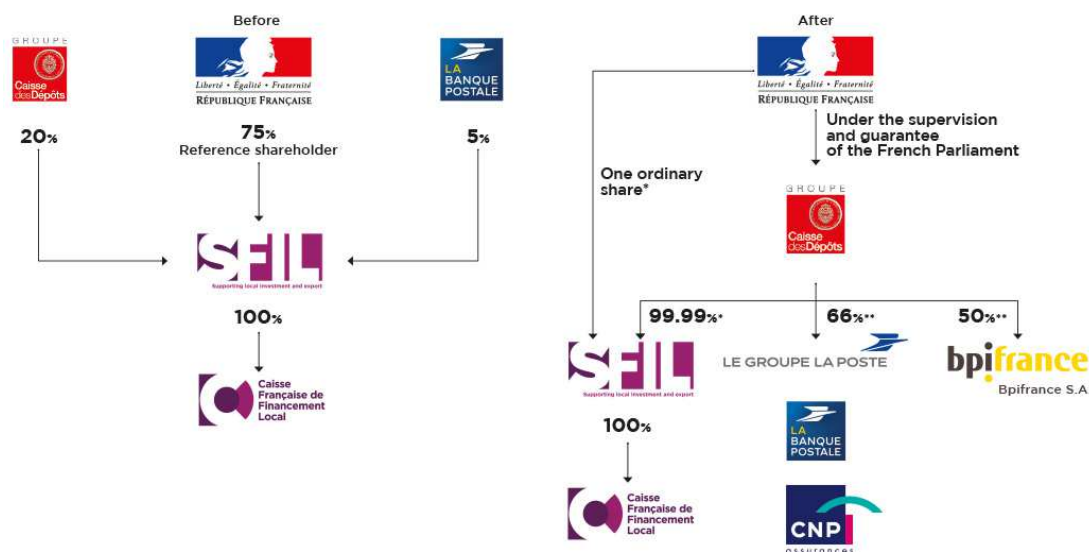 Before
GROUPE
Caisse
desDépôts
Liberté • Égalité • Fraternité
RÉPUBLIQUE FRANÇAISE
LA
BANQUE
POSTALE
20%
75%
Reference shareholder
5%
SFIL
Supporting local investment and export
100%
Caisse
Française de
Financement
Local
After
Liberté • Égalité • Fraternité
RÉPUBLIQUE FRANÇAISE
Under the supervision
and guarantee
of the French Parliament
One ordinary
share*
GROUPE
Caisse
desDépôts
99.99%*
66%**
50%**
SFIL
Supporting local investment and export
LE GROUPE LA POSTE
bpifrance
Bpifrance S.A
100%
LA
BANQUE
POSTALE
Caisse
Française de
Financement
Local
CNP
assurances